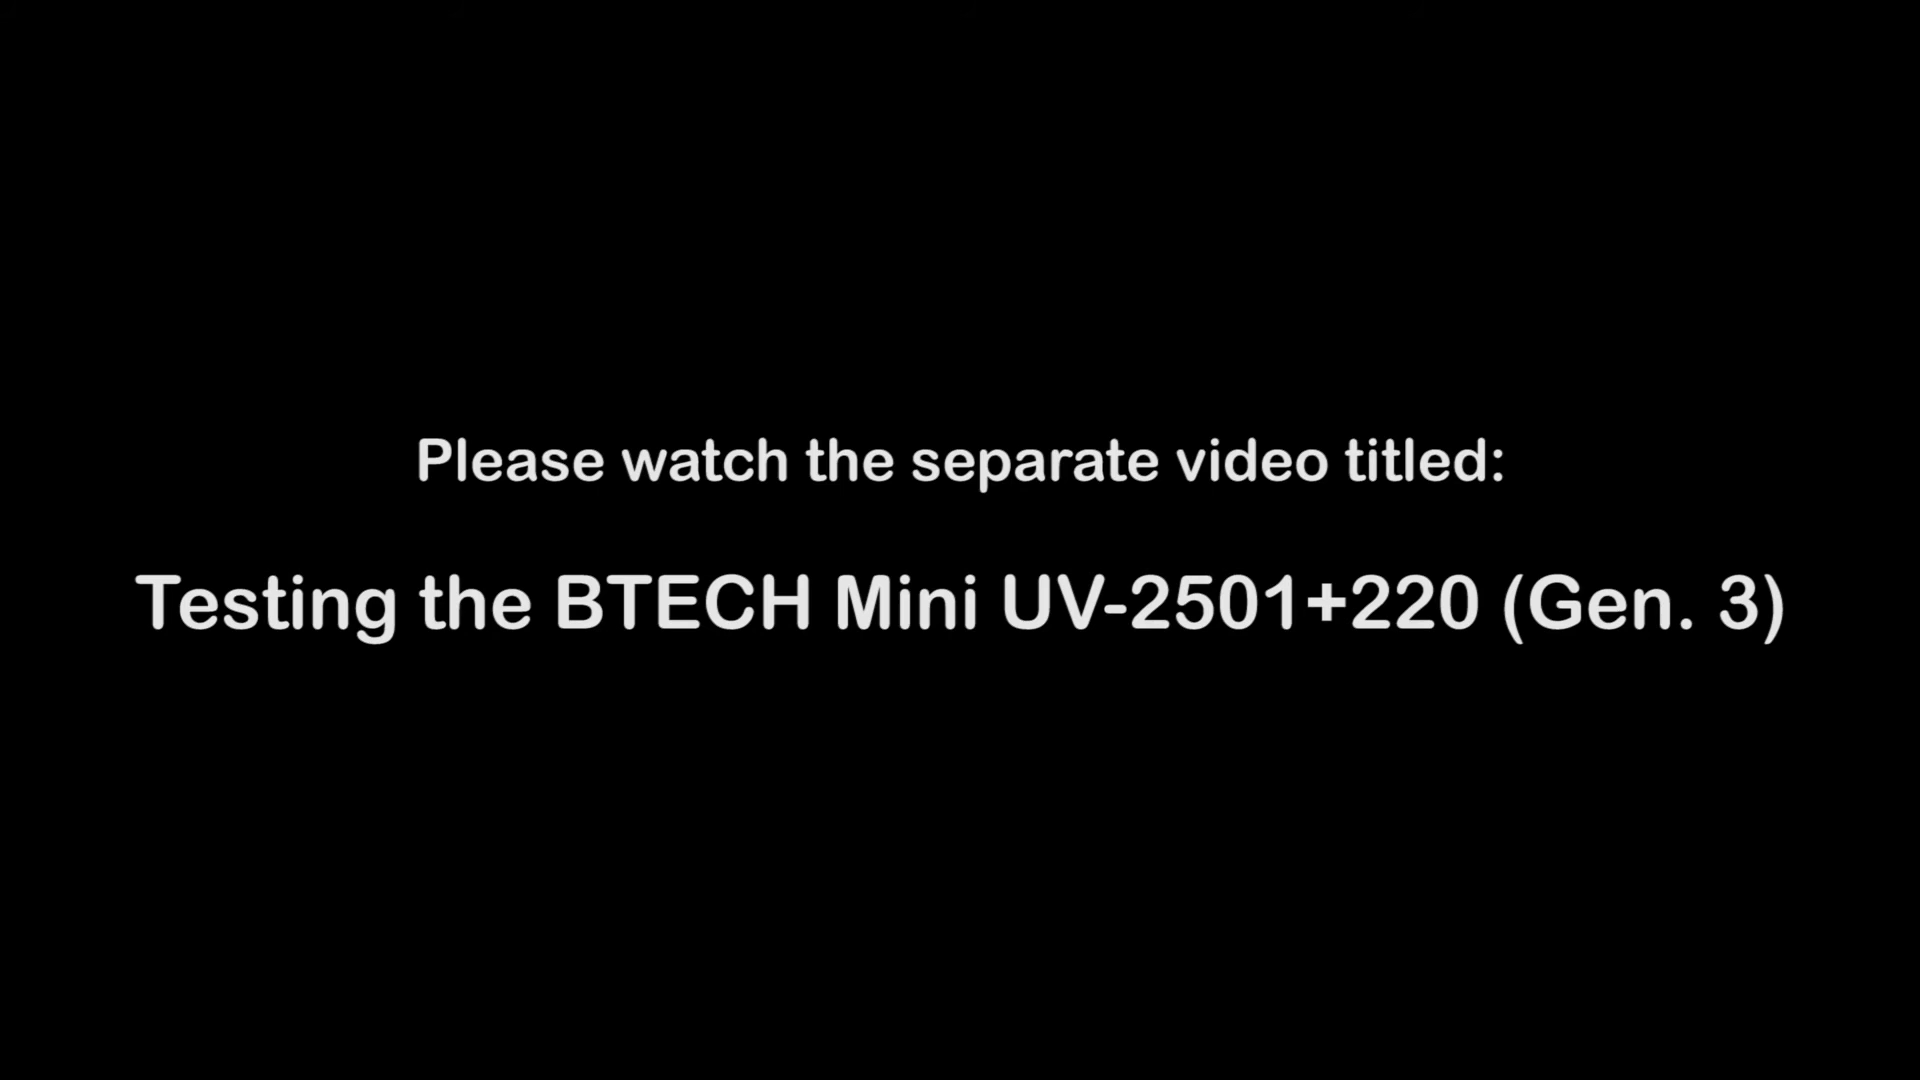 Please watch the separate video titled:
Testing the BTECH Mini UV-2501+220 (Gen. 3)